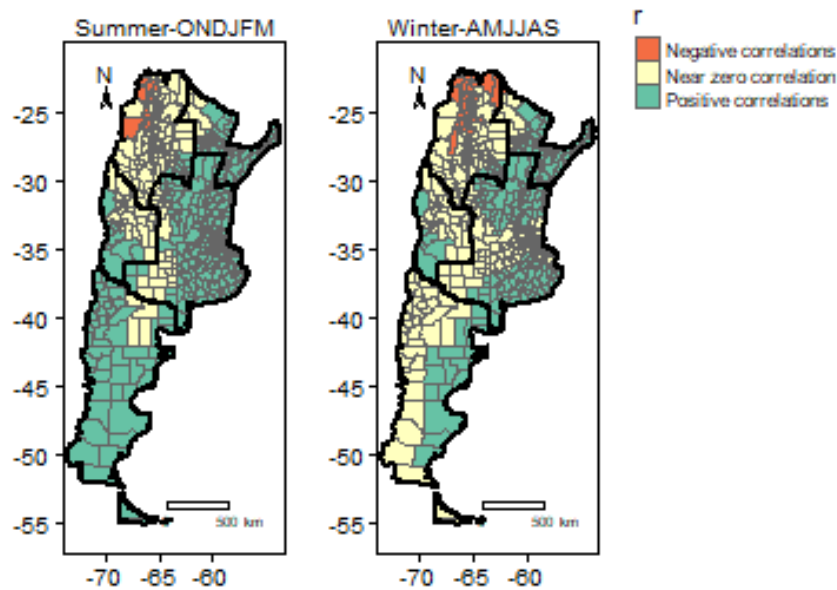 Summer-ONDJFM
Winter-AMJJAS
r
Negative correlations
Near zero correlation
Positive correlations
N
N
-25
-30
-35
-40
-45
-50
-55
-25
-30
-35
-40
-45
-50
-55
500 km
500 km
-70 -65 -60
-70 -65 -60